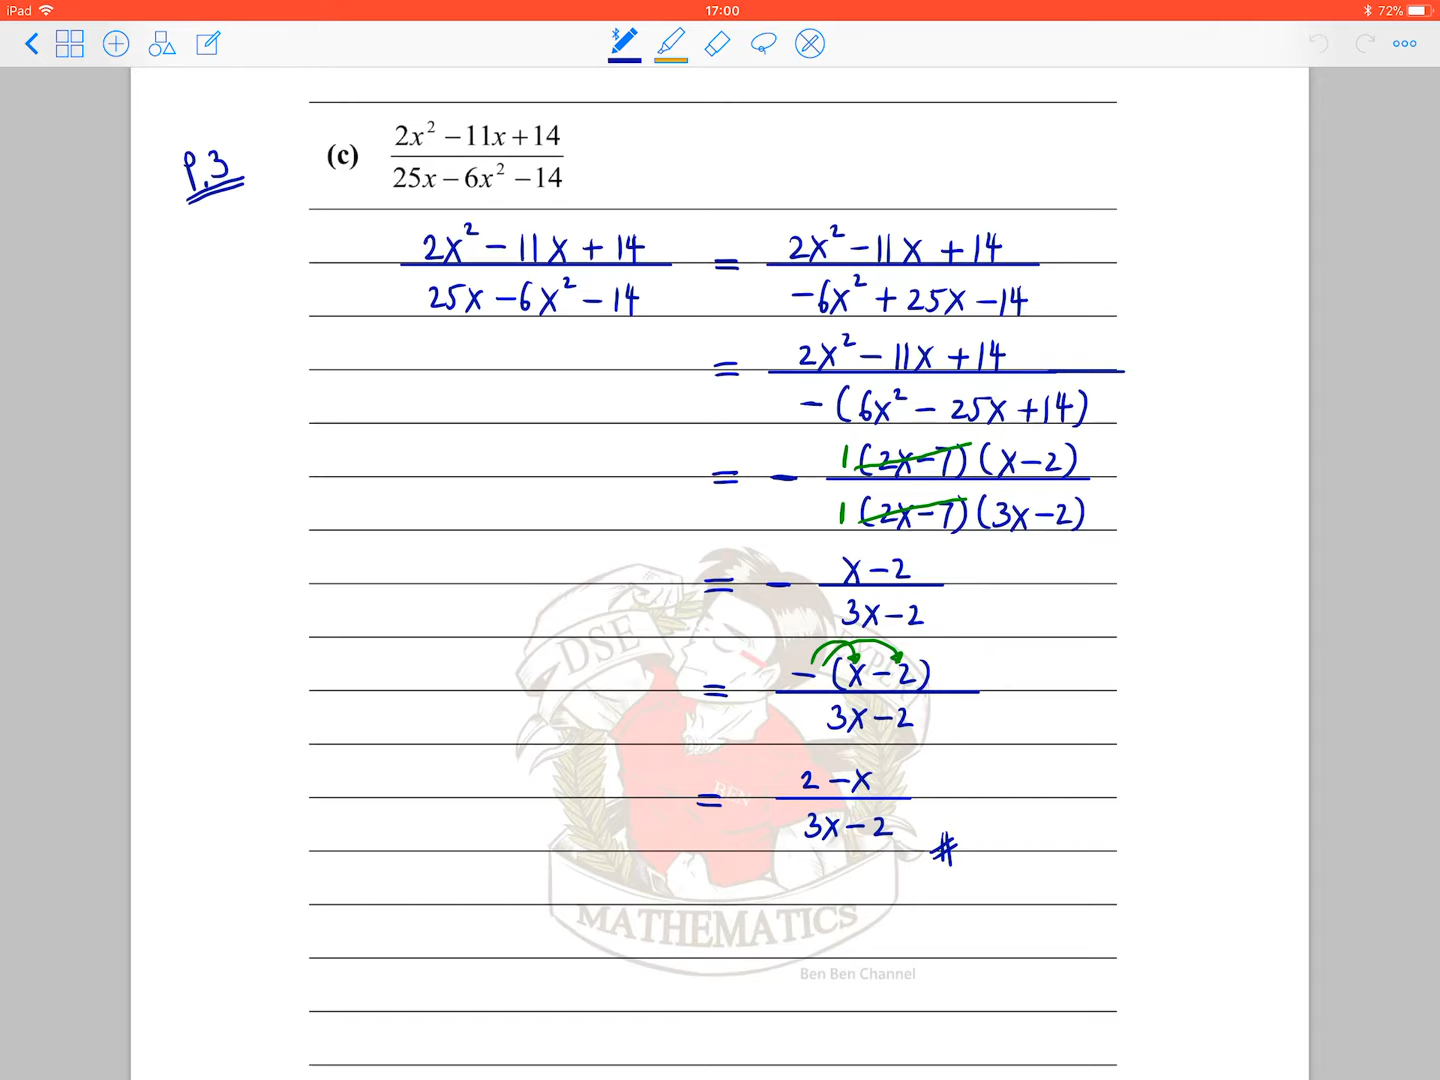 iPad 17:00 72%
P.3
(c) (2x² − 11x + 14)/(25x − 6x² − 14)
(2x² − 11x + 14)/(25x − 6x² − 14) = (2x² − 11x + 14)/(−6x² + 25x − 14)
= (2x² − 11x + 14)/(−(6x² − 25x + 14))
= − (1 (2x − 7)(x − 2))/(1 (2x − 7)(3x − 2))
= − (x − 2)/(3x − 2)
= (−(x − 2))/(3x − 2)
= (2 − x)/(3x − 2) #
DSE EXPER
BEN
MATHEMATICS
Ben Ben Channel